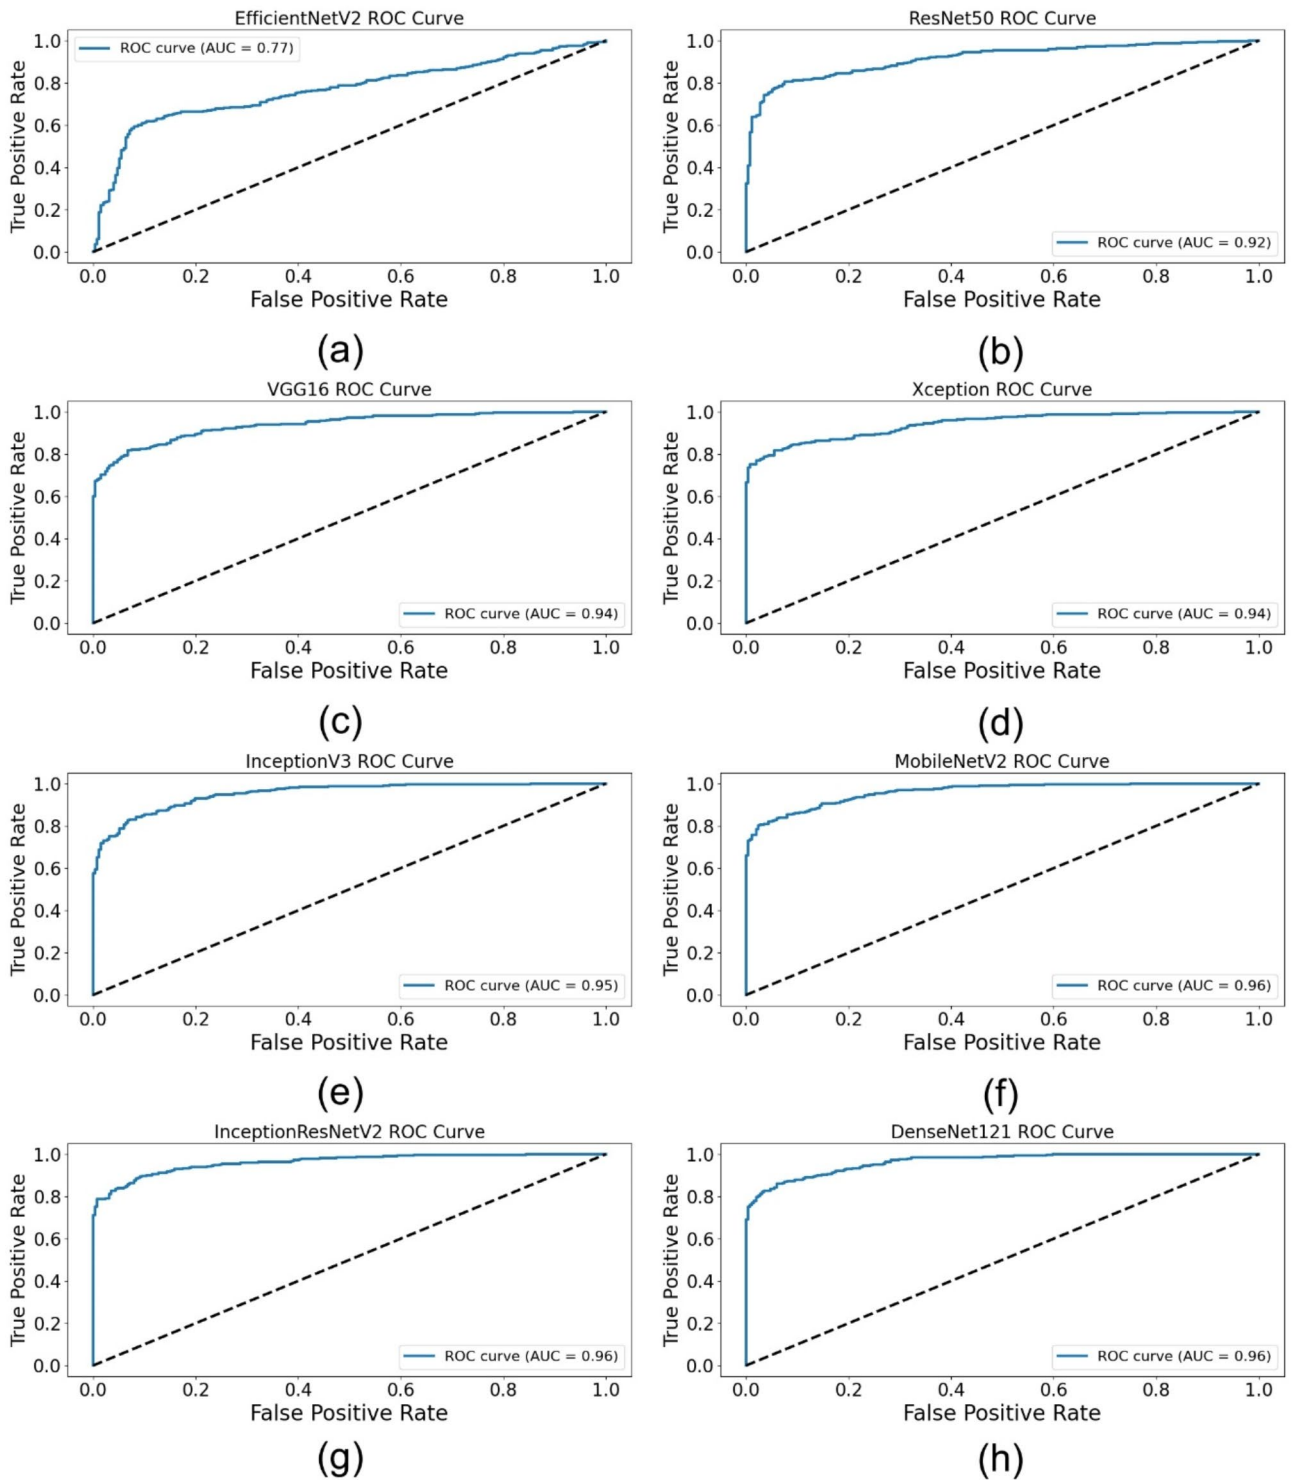 EfficientNetV2 ROC Curve
True Positive Rate
1.0
0.8
0.6
0.4
0.2
0.0
ROC curve (AUC = 0.77)
0.0 0.2 0.4 0.6 0.8 1.0
False Positive Rate
(a)
ResNet50 ROC Curve
True Positive Rate
1.0
0.8
0.6
0.4
0.2
0.0
ROC curve (AUC = 0.92)
0.0 0.2 0.4 0.6 0.8 1.0
False Positive Rate
(b)
VGG16 ROC Curve
True Positive Rate
1.0
0.8
0.6
0.4
0.2
0.0
ROC curve (AUC = 0.94)
0.0 0.2 0.4 0.6 0.8 1.0
False Positive Rate
(c)
Xception ROC Curve
True Positive Rate
1.0
0.8
0.6
0.4
0.2
0.0
ROC curve (AUC = 0.94)
0.0 0.2 0.4 0.6 0.8 1.0
False Positive Rate
(d)
InceptionV3 ROC Curve
True Positive Rate
1.0
0.8
0.6
0.4
0.2
0.0
ROC curve (AUC = 0.95)
0.0 0.2 0.4 0.6 0.8 1.0
False Positive Rate
(e)
MobileNetV2 ROC Curve
True Positive Rate
1.0
0.8
0.6
0.4
0.2
0.0
ROC curve (AUC = 0.96)
0.0 0.2 0.4 0.6 0.8 1.0
False Positive Rate
(f)
InceptionResNetV2 ROC Curve
True Positive Rate
1.0
0.8
0.6
0.4
0.2
0.0
ROC curve (AUC = 0.96)
0.0 0.2 0.4 0.6 0.8 1.0
False Positive Rate
(g)
DenseNet121 ROC Curve
True Positive Rate
1.0
0.8
0.6
0.4
0.2
0.0
ROC curve (AUC = 0.96)
0.0 0.2 0.4 0.6 0.8 1.0
False Positive Rate
(h)